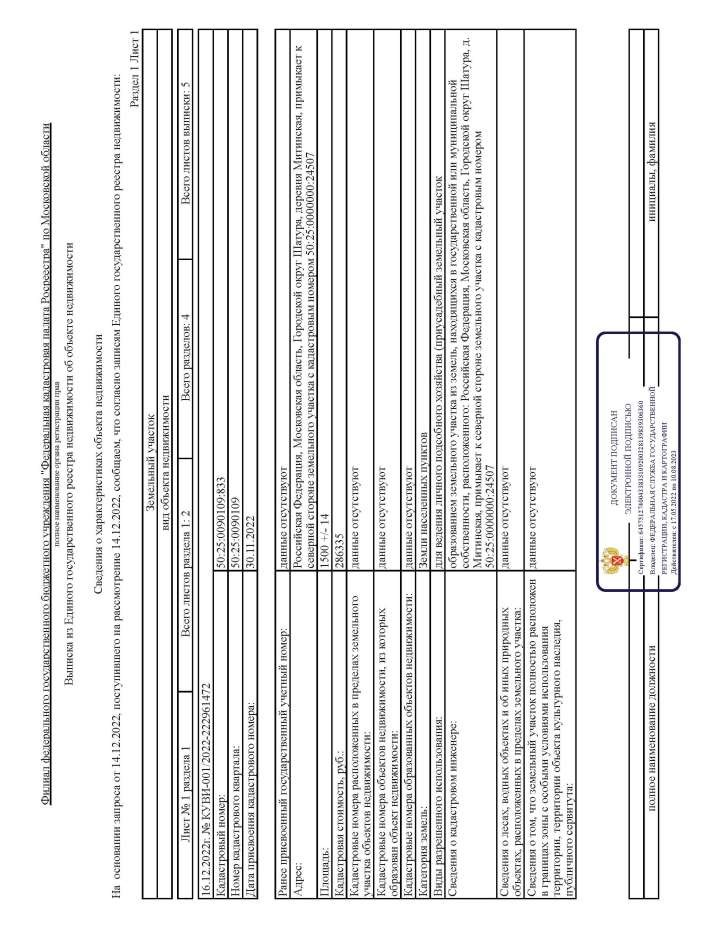 Филиал федерального государственного бюджетного учреждения "Федеральная кадастровая палата Росреестра" по Московской области
полное наименование органа регистрации прав
Выписка из Единого государственного реестра недвижимости об объекте недвижимости
Сведения о характеристиках объекта недвижимости
На основании запроса от 14.12.2022, поступившего на рассмотрение 14.12.2022, сообщаем, что согласно записям Единого государственного реестра недвижимости:
Раздел 1 Лист 1
Земельный участок
вид объекта недвижимости
Лист № 1 раздела 1 Всего листов раздела 1: 2 Всего разделов: 4 Всего листов выписки: 5
16.12.2022г. № КУВИ-001/2022-222961472
Кадастровый номер: 50:25:0090109:833
Номер кадастрового квартала: 50:25:0090109
Дата присвоения кадастрового номера: 30.11.2022
Ранее присвоенный государственный учетный номер: данные отсутствуют
Адрес: Российская Федерация, Московская область, Городской округ Шатура, деревня Митинская, примыкает к
северной стороне земельного участка с кадастровым номером 50:25:0000000:24507
Площадь: 1500 +/- 14
Кадастровая стоимость, руб.: 286335
Кадастровые номера расположенных в пределах земельного данные отсутствуют
участка объектов недвижимости:
Кадастровые номера объектов недвижимости, из которых данные отсутствуют
образован объект недвижимости:
Кадастровые номера образованных объектов недвижимости: данные отсутствуют
Категория земель: Земли населенных пунктов
Виды разрешенного использования: для ведения личного подсобного хозяйства (приусадебный земельный участок
Сведения о кадастровом инженере: образованием земельного участка из земель, находящихся в государственной или муниципальной
собственности, расположенного: Российская Федерация, Московская область, Городской округ Шатура, д.
Митинская, примыкает к северной стороне земельного участка с кадастровым номером
50:25:0000000:24507
Сведения о лесах, водных объектах и об иных природных данные отсутствуют
объектах, расположенных в пределах земельного участка:
Сведения о том, что земельный участок полностью расположен данные отсутствуют
в границах зоны с особыми условиями использования
территории, территории объекта культурного наследия,
публичного сервитута:
ДОКУМЕНТ ПОДПИСАН
ЭЛЕКТРОННОЙ ПОДПИСЬЮ
Сертификат:
Владелец: ФЕДЕРАЛЬНАЯ СЛУЖБА ГОСУДАРСТВЕННОЙ
РЕГИСТРАЦИИ, КАДАСТРА И КАРТОГРАФИИ
Действителен: с 17.05.2022 по 10.08.2023
полное наименование должности инициалы, фамилия